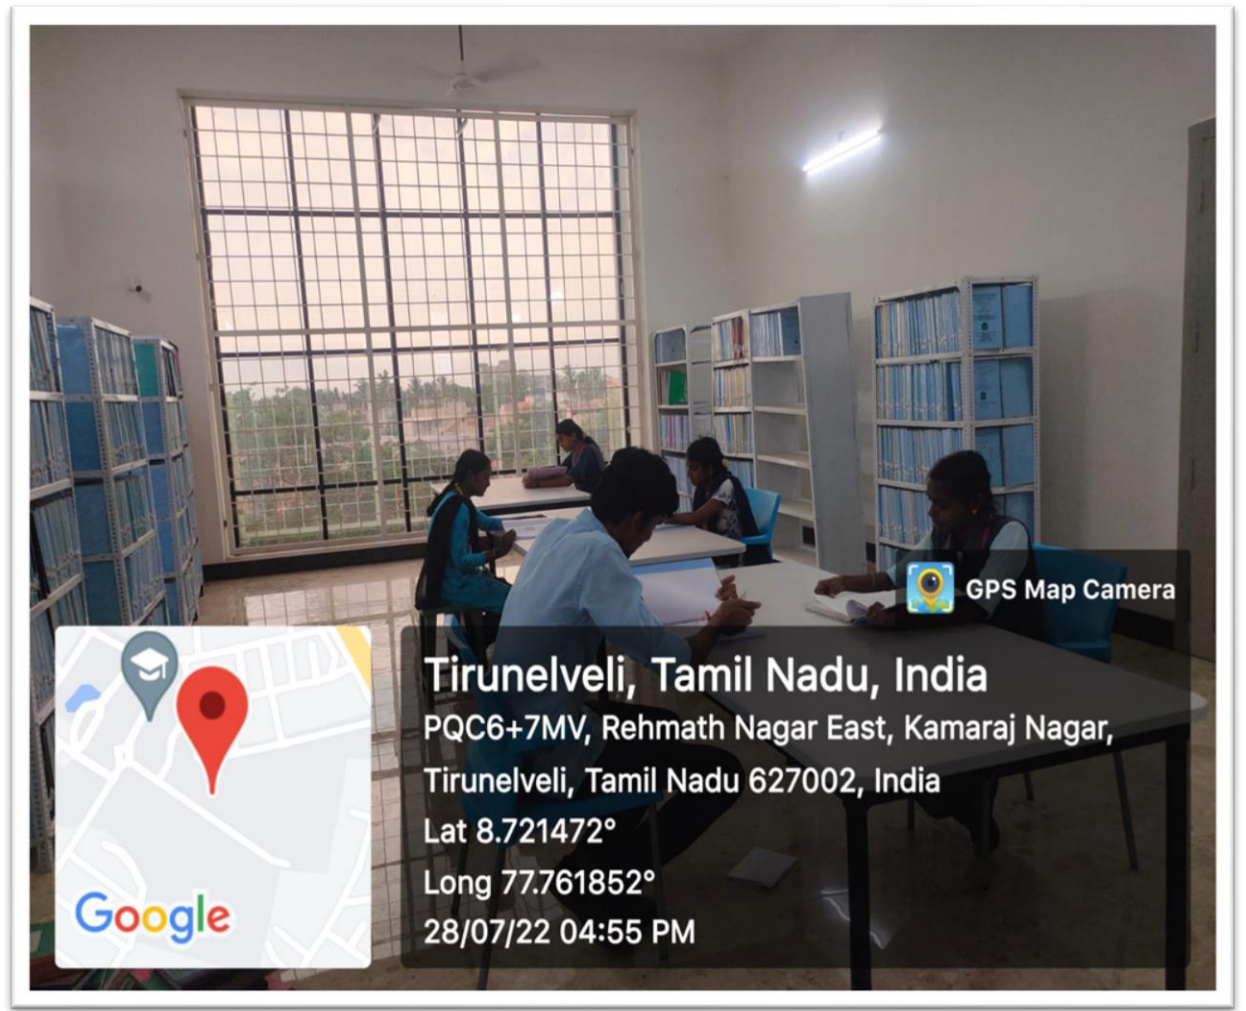 GPS Map Camera
Tirunelveli, Tamil Nadu, India
PQC6+7MV, Rehmath Nagar East, Kamaraj Nagar,
Tirunelveli, Tamil Nadu 627002, India
Lat 8.721472°
Long 77.761852°
28/07/22 04:55 PM
Google